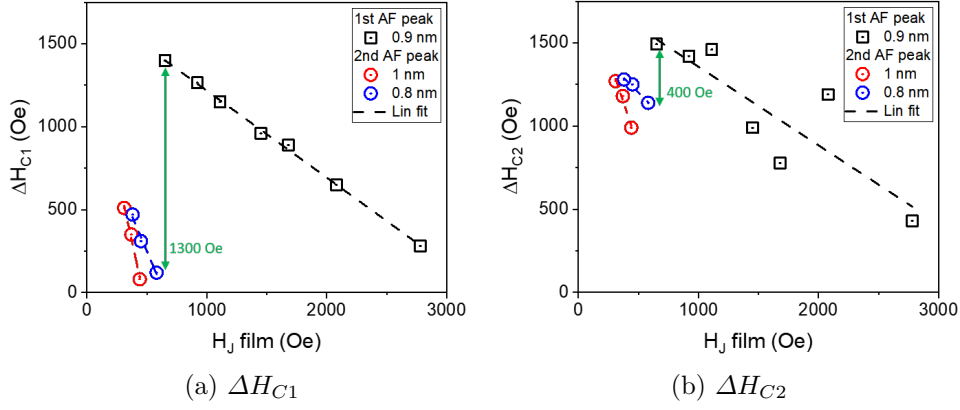 1st AF peak
0.9 nm
2nd AF peak
1 nm
0.8 nm
Lin fit
1300 Oe
ΔH_C1 (Oe)
0
500
1000
1500
0
1000
2000
3000
H_J film (Oe)
(a) ΔH_C1
1st AF peak
0.9 nm
2nd AF peak
1 nm
0.8 nm
Lin fit
400 Oe
ΔH_C2 (Oe)
0
500
1000
1500
0
1000
2000
3000
H_J film (Oe)
(b) ΔH_C2